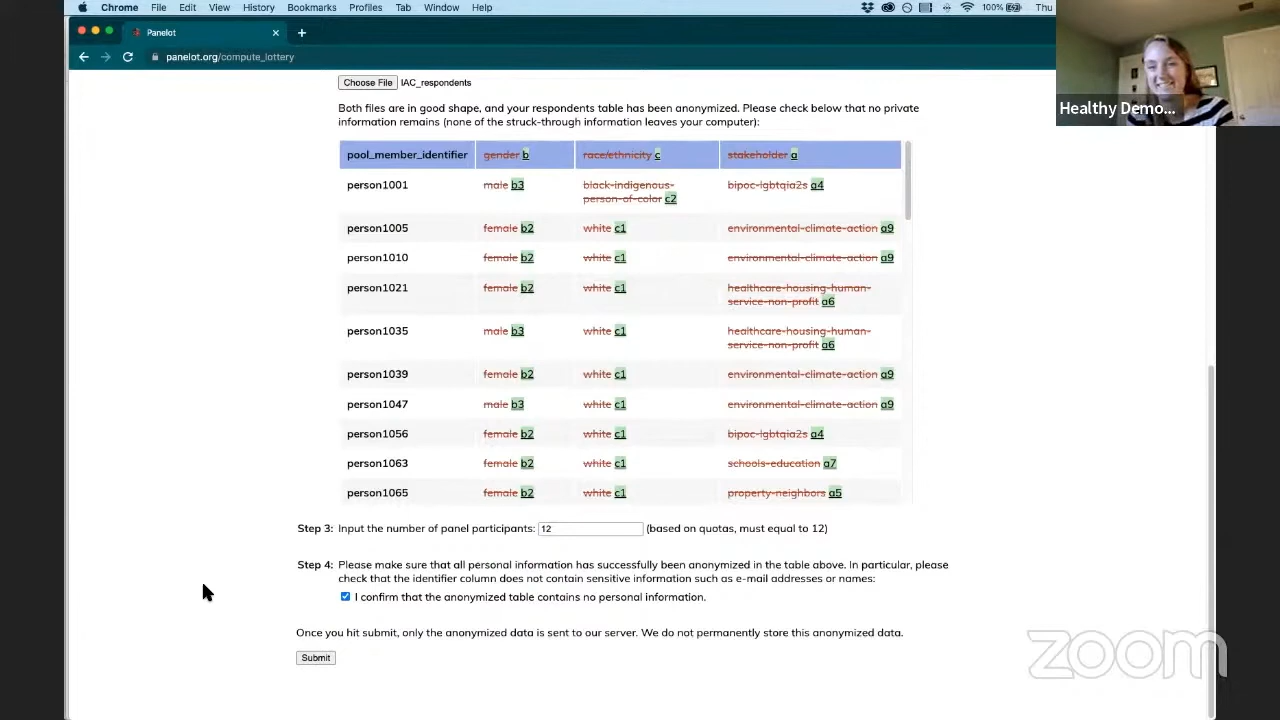 Chrome File Edit View History Bookmarks Profiles Tab Window Help 100% Thu
Panelot
panelot.org/compute_lottery
Healthy Demo...
Choose File IAC_respondents
Both files are in good shape, and your respondents table has been anonymized. Please check below that no private
information remains (none of the struck-through information leaves your computer):
pool_member_identifier gender b race/ethnicity c stakeholder a
person1001 male b3 black-indigenous-person-of-color c2 bipoc-lgbtqia2s a4
person1005 female b2 white c1 environmental-climate-action a9
person1010 female b2 white c1 environmental-climate-action a9
person1021 female b2 white c1 healthcare-housing-human-service-non-profit a6
person1035 male b3 white c1 healthcare-housing-human-service-non-profit a6
person1039 female b2 white c1 environmental-climate-action a9
person1047 male b3 white c1 environmental-climate-action a9
person1056 female b2 white c1 bipoc-lgbtqia2s a4
person1063 female b2 white c1 schools-education a7
person1065 female b2 white c1 property-neighbors a5
Step 3: Input the number of panel participants: 12 (based on quotas, must equal to 12)
Step 4: Please make sure that all personal information has successfully been anonymized in the table above. In particular, please
check that the identifier column does not contain sensitive information such as e-mail addresses or names:
I confirm that the anonymized table contains no personal information.
Once you hit submit, only the anonymized data is sent to our server. We do not permanently store this anonymized data.
Submit
zoom